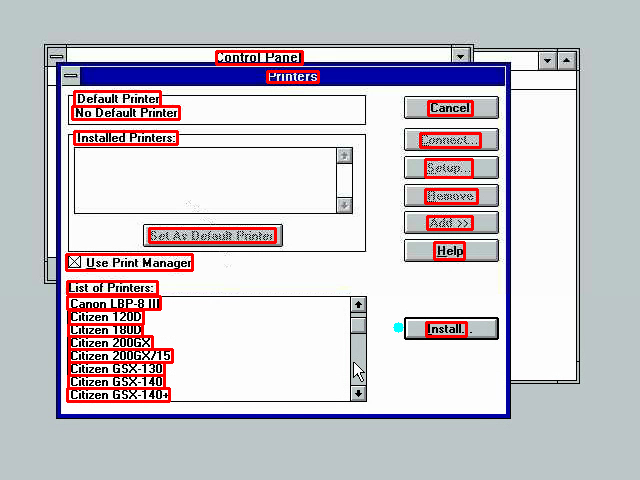 Control Panel
Printers
Default Printer
No Default Printer
Cancel
Installed Printers:
Connect...
Setup...
Remove
Add >>
Set As Default Printer
Help
Use Print Manager
List of Printers:
Canon LBP-8 III
Citizen 120D
Install...
Citizen 180D
Citizen 200GX
Citizen 200GX/15
Citizen GSX-130
Citizen GSX-140
Citizen GSX-140+